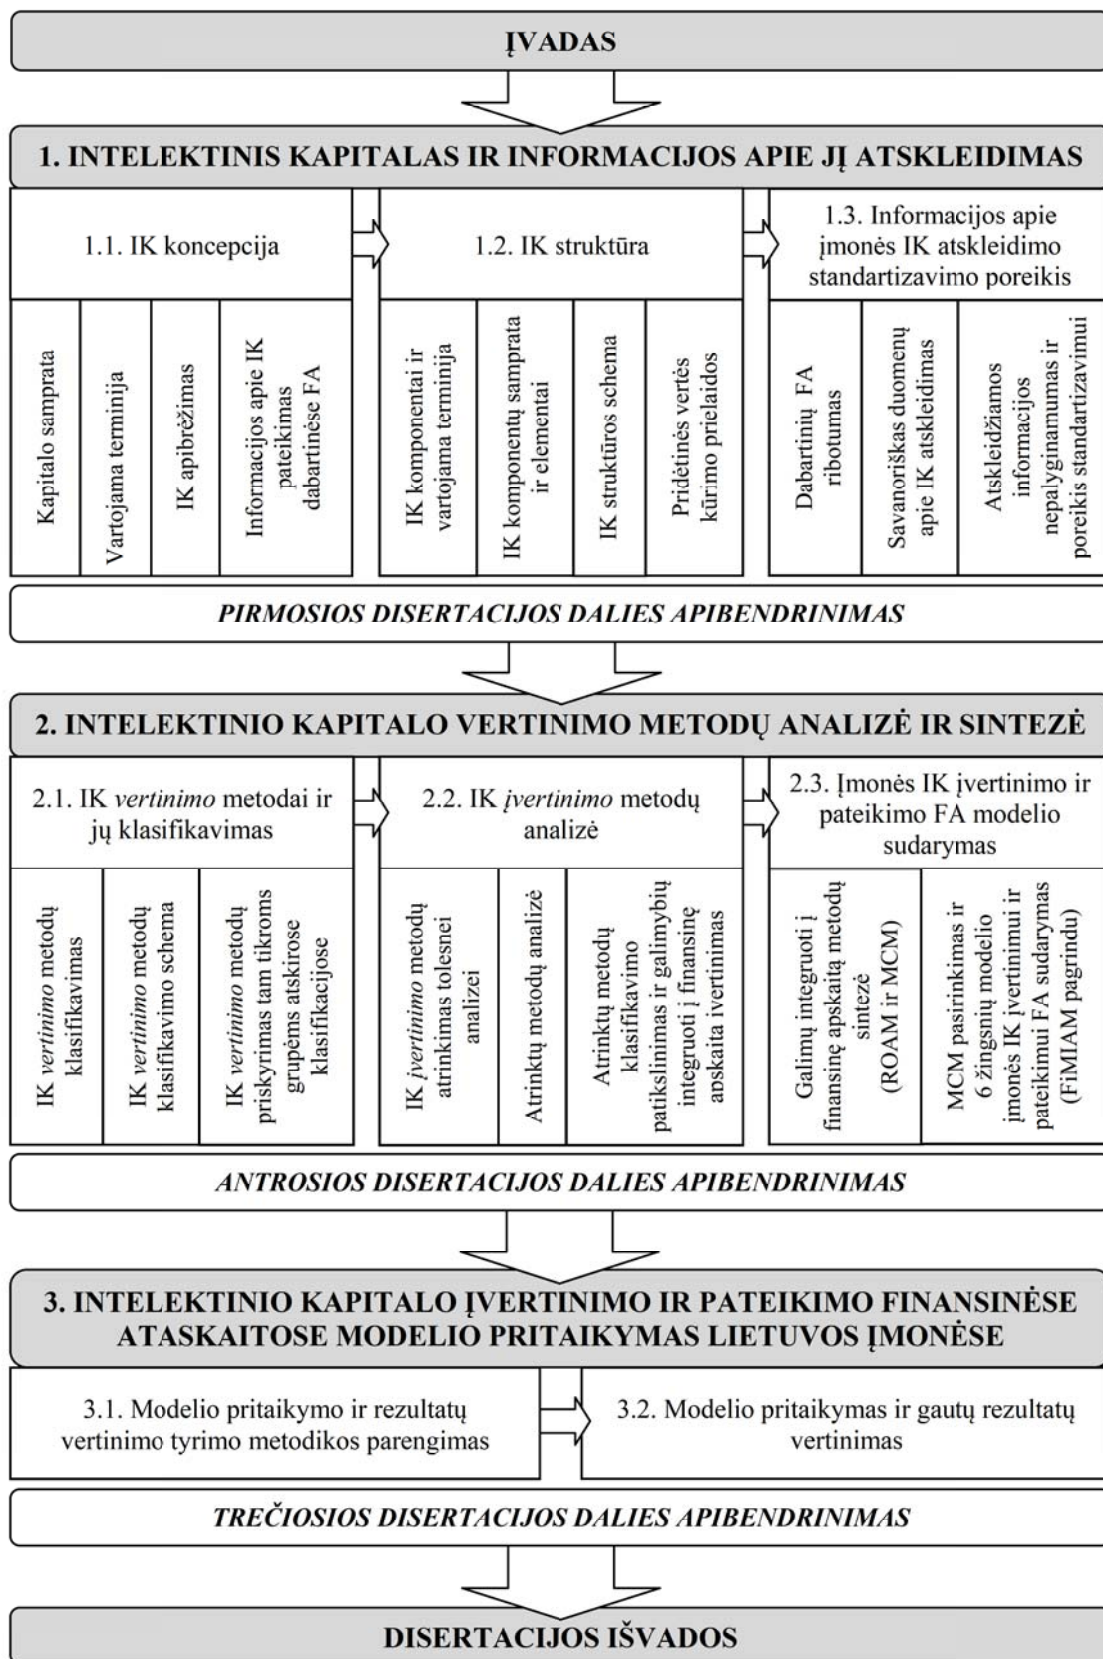 ĮVADAS
1. INTELEKTINIS KAPITALAS IR INFORMACIJOS APIE JĮ ATSKLEIDIMAS
1.1. IK koncepcija
1.2. IK struktūra
1.3. Informacijos apie
įmonės IK atskleidimo
standartizavimo poreikis
Kapitalo samprata
Vartojama terminija
IK apibrėžimas
Informacijos apie IK
pateikimas
dabartinėse FA
IK komponentai ir
vartojama terminija
IK komponentų samprata
ir elementai
IK struktūros schema
Pridėtinės vertės
kūrimo prielaidos
Dabartinių FA
ribotumas
Savanoriškas duomenų
apie IK atskleidimas
Atskleidžiamos
informacijos
nepalyginamumas ir
poreikis standartizavimui
PIRMOSIOS DISERTACIJOS DALIES APIBENDRINIMAS
2. INTELEKTINIO KAPITALO VERTINIMO METODŲ ANALIZĖ IR SINTEZĖ
2.1. IK vertinimo metodai ir
jų klasifikavimas
2.2. IK įvertinimo metodų
analizė
2.3. Įmonės IK įvertinimo ir
pateikimo FA modelio
sudarymas
IK vertinimo metodų
klasifikavimas
IK vertinimo metodų
klasifikavimo schema
IK vertinimo metodų
priskyrimas tam tikroms
grupėms atskirose
klasifikacijose
IK įvertinimo metodų
atrinkimas tolesnei
analizei
Atrinktų metodų analizė
Atrinktų metodų
klasifikavimo
patikslinimas ir galimybių
integruoti į finansinę
apskaita ivertinimas
Galimų integruoti į
finansinę apskaitą metodų
sintezė
(ROAM ir MCM)
MCM pasirinkimas ir
6 žingsnių modelio
įmonės IK įvertinimui ir
pateikimui FA sudarymas
(FiMIAM pagrindu)
ANTROSIOS DISERTACIJOS DALIES APIBENDRINIMAS
3. INTELEKTINIO KAPITALO ĮVERTINIMO IR PATEIKIMO FINANSINĖSE
ATASKAITOSE MODELIO PRITAIKYMAS LIETUVOS ĮMONĖSE
3.1. Modelio pritaikymo ir rezultatų
vertinimo tyrimo metodikos parengimas
3.2. Modelio pritaikymas ir gautų rezultatų
vertinimas
TREČIOSIOS DISERTACIJOS DALIES APIBENDRINIMAS
DISERTACIJOS IŠVADOS